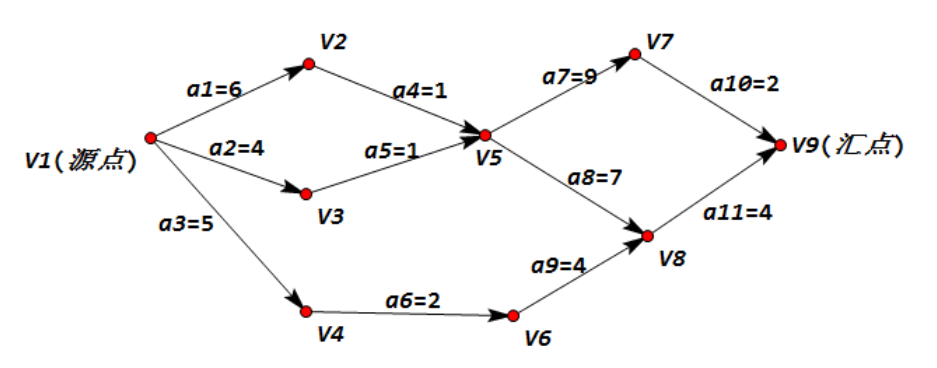 V2
V7
a1=6
a4=1
a7=9
a10=2
V1(源点)
a2=4
a5=1
V5
V9(汇点)
a3=5
V3
a8=7
a11=4
a9=4
V8
a6=2
V4
V6